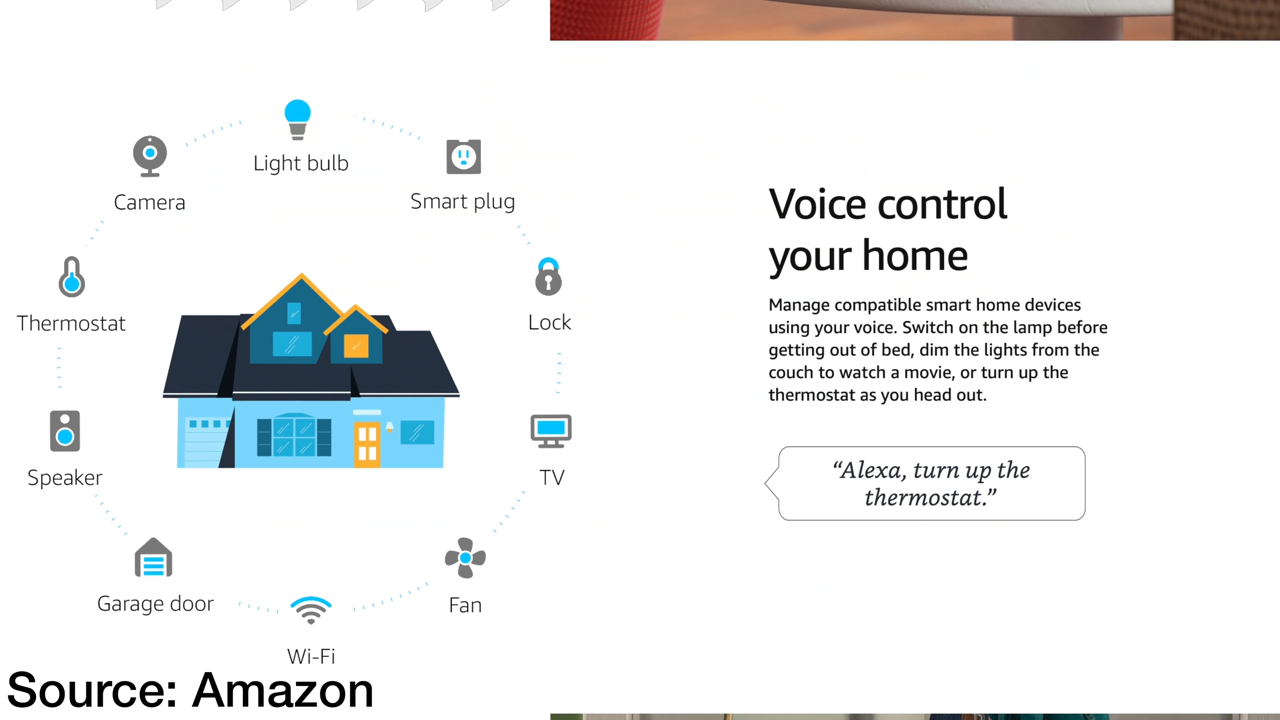 Light bulb
Camera
Smart plug
Thermostat
Lock
Speaker
TV
Garage door
Fan
Wi-Fi
Voice control
your home
Manage compatible smart home devices
using your voice. Switch on the lamp before
getting out of bed, dim the lights from the
couch to watch a movie, or turn up the
thermostat as you head out.
“Alexa, turn up the
thermostat.”
Source: Amazon